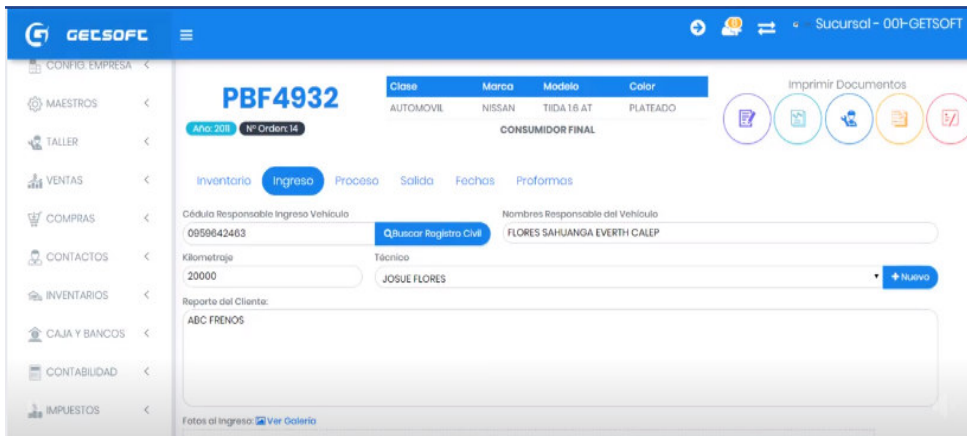 GETSOFT
Sucursal - 001-GETSOFT
CONFIG. EMPRESA
MAESTROS
TALLER
VENTAS
COMPRAS
CONTACTOS
INVENTARIOS
CAJA Y BANCOS
CONTABILIDAD
IMPUESTOS
PBF4932
Año: 2011 N° Orden: 14
Clase Marca Modelo Color
AUTOMOVIL NISSAN TIIDA 1.6 AT PLATEADO
CONSUMIDOR FINAL
Imprimir Documentos
Inventario Ingreso Proceso Salida Fechas Proformas
Cédula Responsable Ingreso Vehículo Nombres Responsable del Vehículo
0959642463 Buscar Registro Civil FLORES SAHUANGA EVERTH CALEP
Kilometraje Técnico
20000 JOSUE FLORES +Nuevo
Reporte del Cliente:
ABC FRENOS
Fotos al Ingreso: Ver Galería